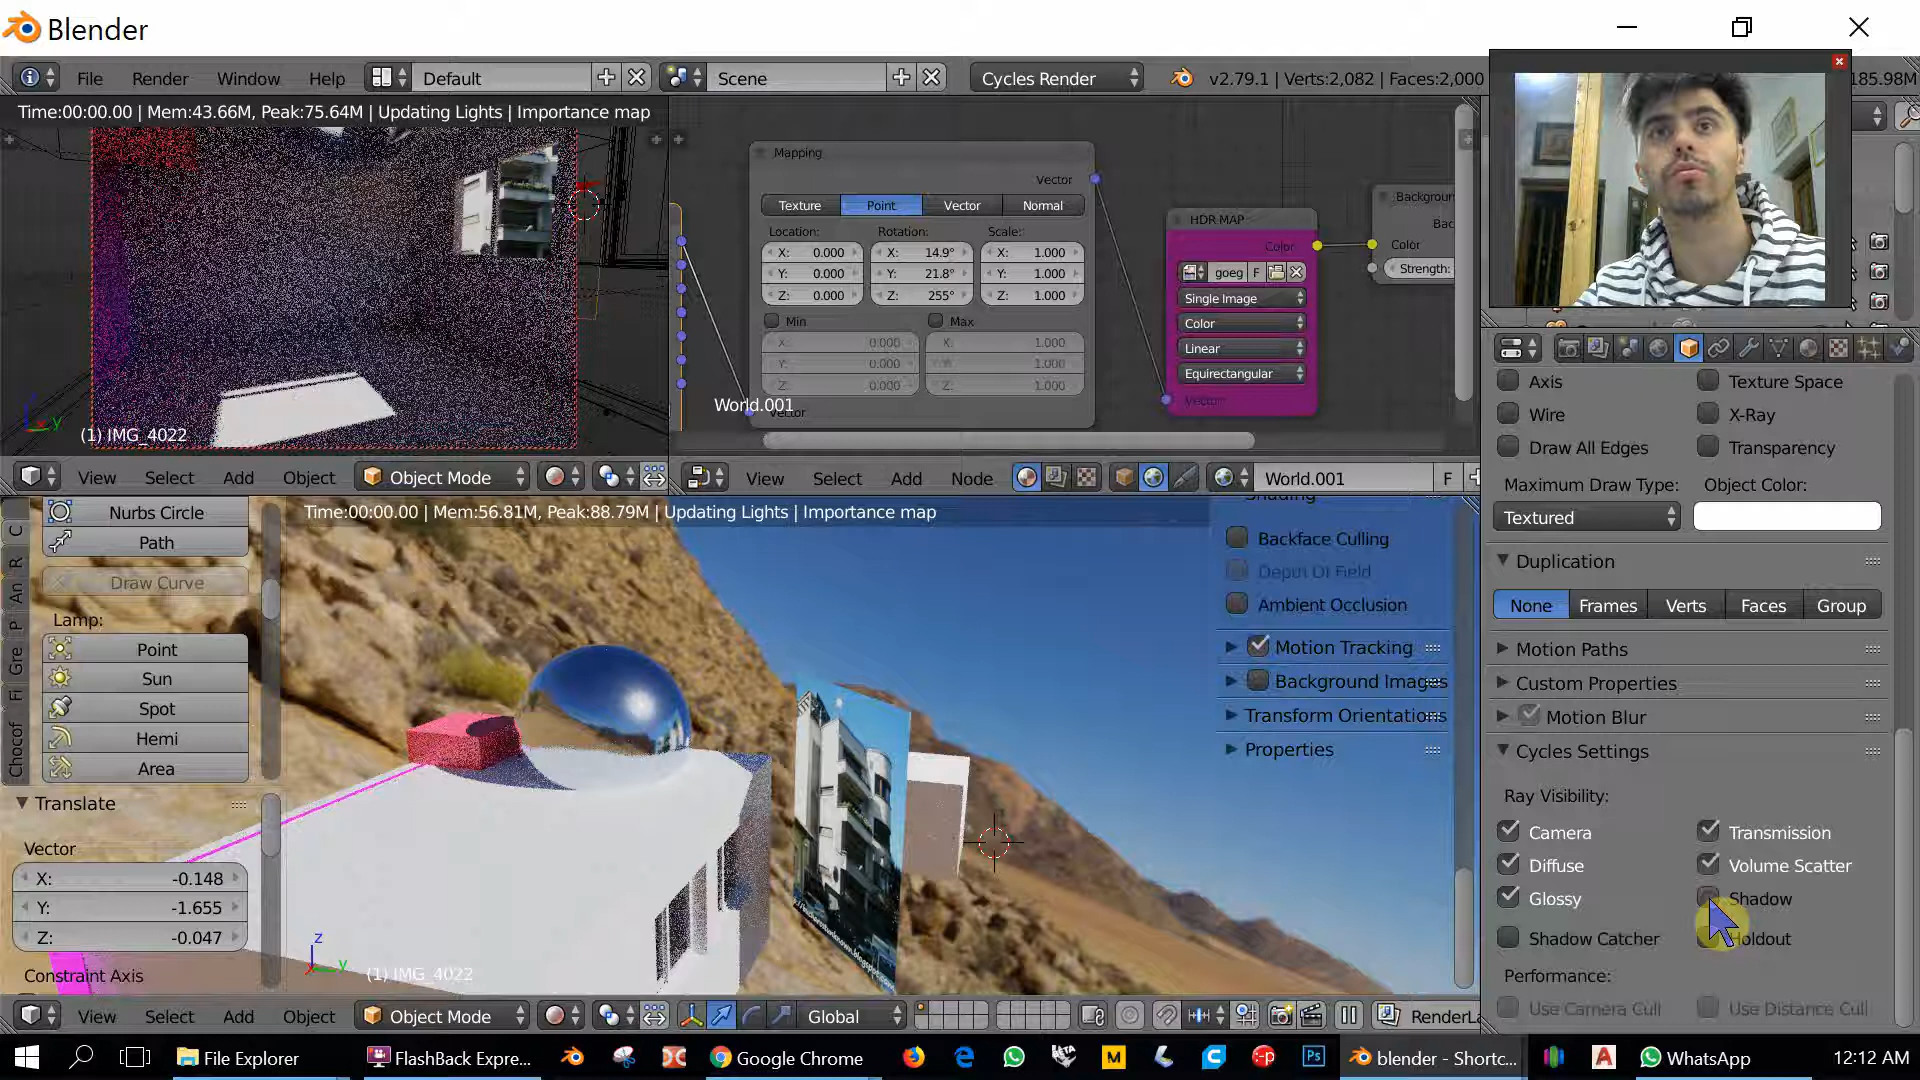 Blender
File Render Window Help Default Scene Cycles Render v2.79.1 | Verts:2,082 | Faces:2,000
185.98M
Time:00:00.00 | Mem:43.66M, Peak:75.64M | Updating Lights | Importance map
(1) IMG_4022
View Select Add Object Object Mode
Mapping
Vector
Texture Point Vector Normal
Location: Rotation: Scale:
X: 0.000 X: 14.9° X: 1.000
Y: 0.000 Y: 21.8° Y: 1.000
Z: 0.000 Z: 255° Z: 1.000
Min Max
X: 0.000 X: 1.000
Y: 0.000 Y: 1.000
Z: 0.000 Z: 1.000
Vector
World.001
HDR MAP
Color
goeg F
Single Image
Color
Linear
Equirectangular
Vector
Backgroun
Bac
Color
Strength:
View Select Add Node World.001 F
Nurbs Circle
Path
Draw Curve
Lamp:
Point
Sun
Spot
Hemi
Area
Translate
Vector
X: -0.148
Y: -1.655
Z: -0.047
Constraint Axis
C
R
An
P
Gre
Fi
Chocof
Time:00:00.00 | Mem:56.81M, Peak:88.79M | Updating Lights | Importance map
z
y
(1) IMG_4022
Shading
Backface Culling
Depth Of Field
Ambient Occlusion
Motion Tracking
Background Images
Transform Orientations
Properties
View Select Add Object Object Mode Global RenderLa
Axis Texture Space
Wire X-Ray
Draw All Edges Transparency
Maximum Draw Type: Object Color:
Textured
Duplication
None Frames Verts Faces Group
Motion Paths
Custom Properties
Motion Blur
Cycles Settings
Ray Visibility:
Camera Transmission
Diffuse Volume Scatter
Glossy Shadow
Shadow Catcher Holdout
Performance:
Use Camera Cull Use Distance Cull
File Explorer FlashBack Expre... Google Chrome blender - Shortc... WhatsApp 12:12 AM